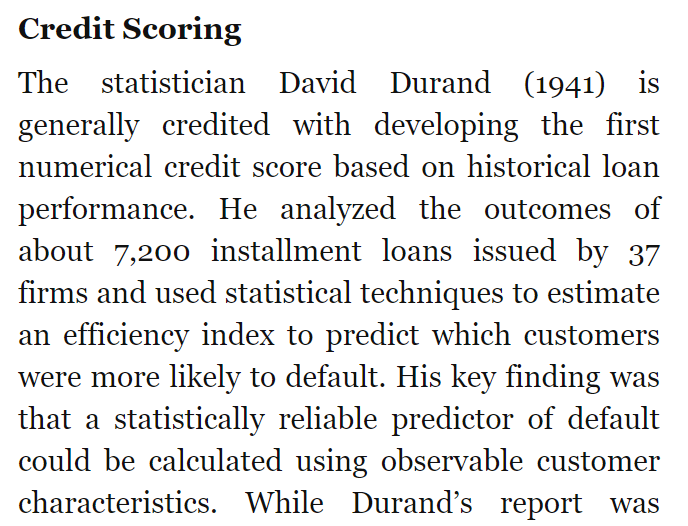 Credit Scoring
The statistician David Durand (1941) is
generally credited with developing the first
numerical credit score based on historical loan
performance. He analyzed the outcomes of
about 7,200 installment loans issued by 37
firms and used statistical techniques to estimate
an efficiency index to predict which customers
were more likely to default. His key finding was
that a statistically reliable predictor of default
could be calculated using observable customer
characteristics. While Durand’s report was